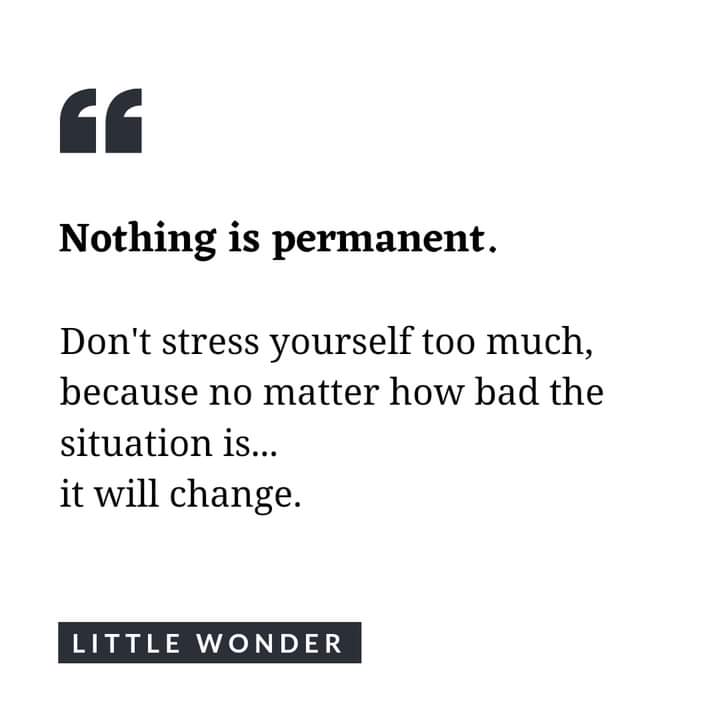 “
Nothing is permanent.
Don't stress yourself too much,
because no matter how bad the
situation is...
it will change.
LITTLE WONDER